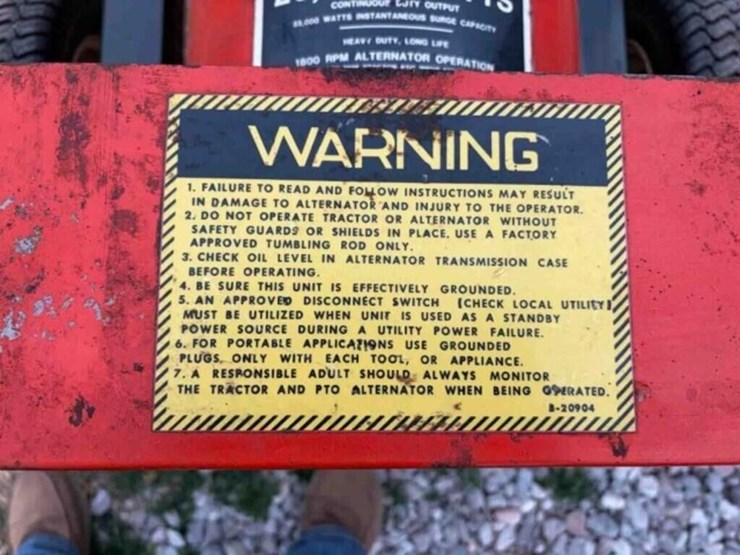 CONTINUOUS DUTY OUTPUT
WATTS INSTANTANEOUS SURGE CAPACITY
HEAVY DUTY, LONG LIFE
1800 RPM ALTERNATOR OPERATION
WARNING
1. FAILURE TO READ AND FOLLOW INSTRUCTIONS MAY RESULT
IN DAMAGE TO ALTERNATOR AND INJURY TO THE OPERATOR.
2. DO NOT OPERATE TRACTOR OR ALTERNATOR WITHOUT
SAFETY GUARDS OR SHIELDS IN PLACE. USE A FACTORY
APPROVED TUMBLING ROD ONLY.
3. CHECK OIL LEVEL IN ALTERNATOR TRANSMISSION CASE
BEFORE OPERATING.
4. BE SURE THIS UNIT IS EFFECTIVELY GROUNDED.
5. AN APPROVED DISCONNECT SWITCH [CHECK LOCAL UTILITY]
MUST BE UTILIZED WHEN UNIT IS USED AS A STANDBY
POWER SOURCE DURING A UTILITY POWER FAILURE.
6. FOR PORTABLE APPLICATIONS USE GROUNDED
PLUGS, ONLY WITH EACH TOOL, OR APPLIANCE.
7. A RESPONSIBLE ADULT SHOULD ALWAYS MONITOR
THE TRACTOR AND PTO ALTERNATOR WHEN BEING OPERATED.
B-20904